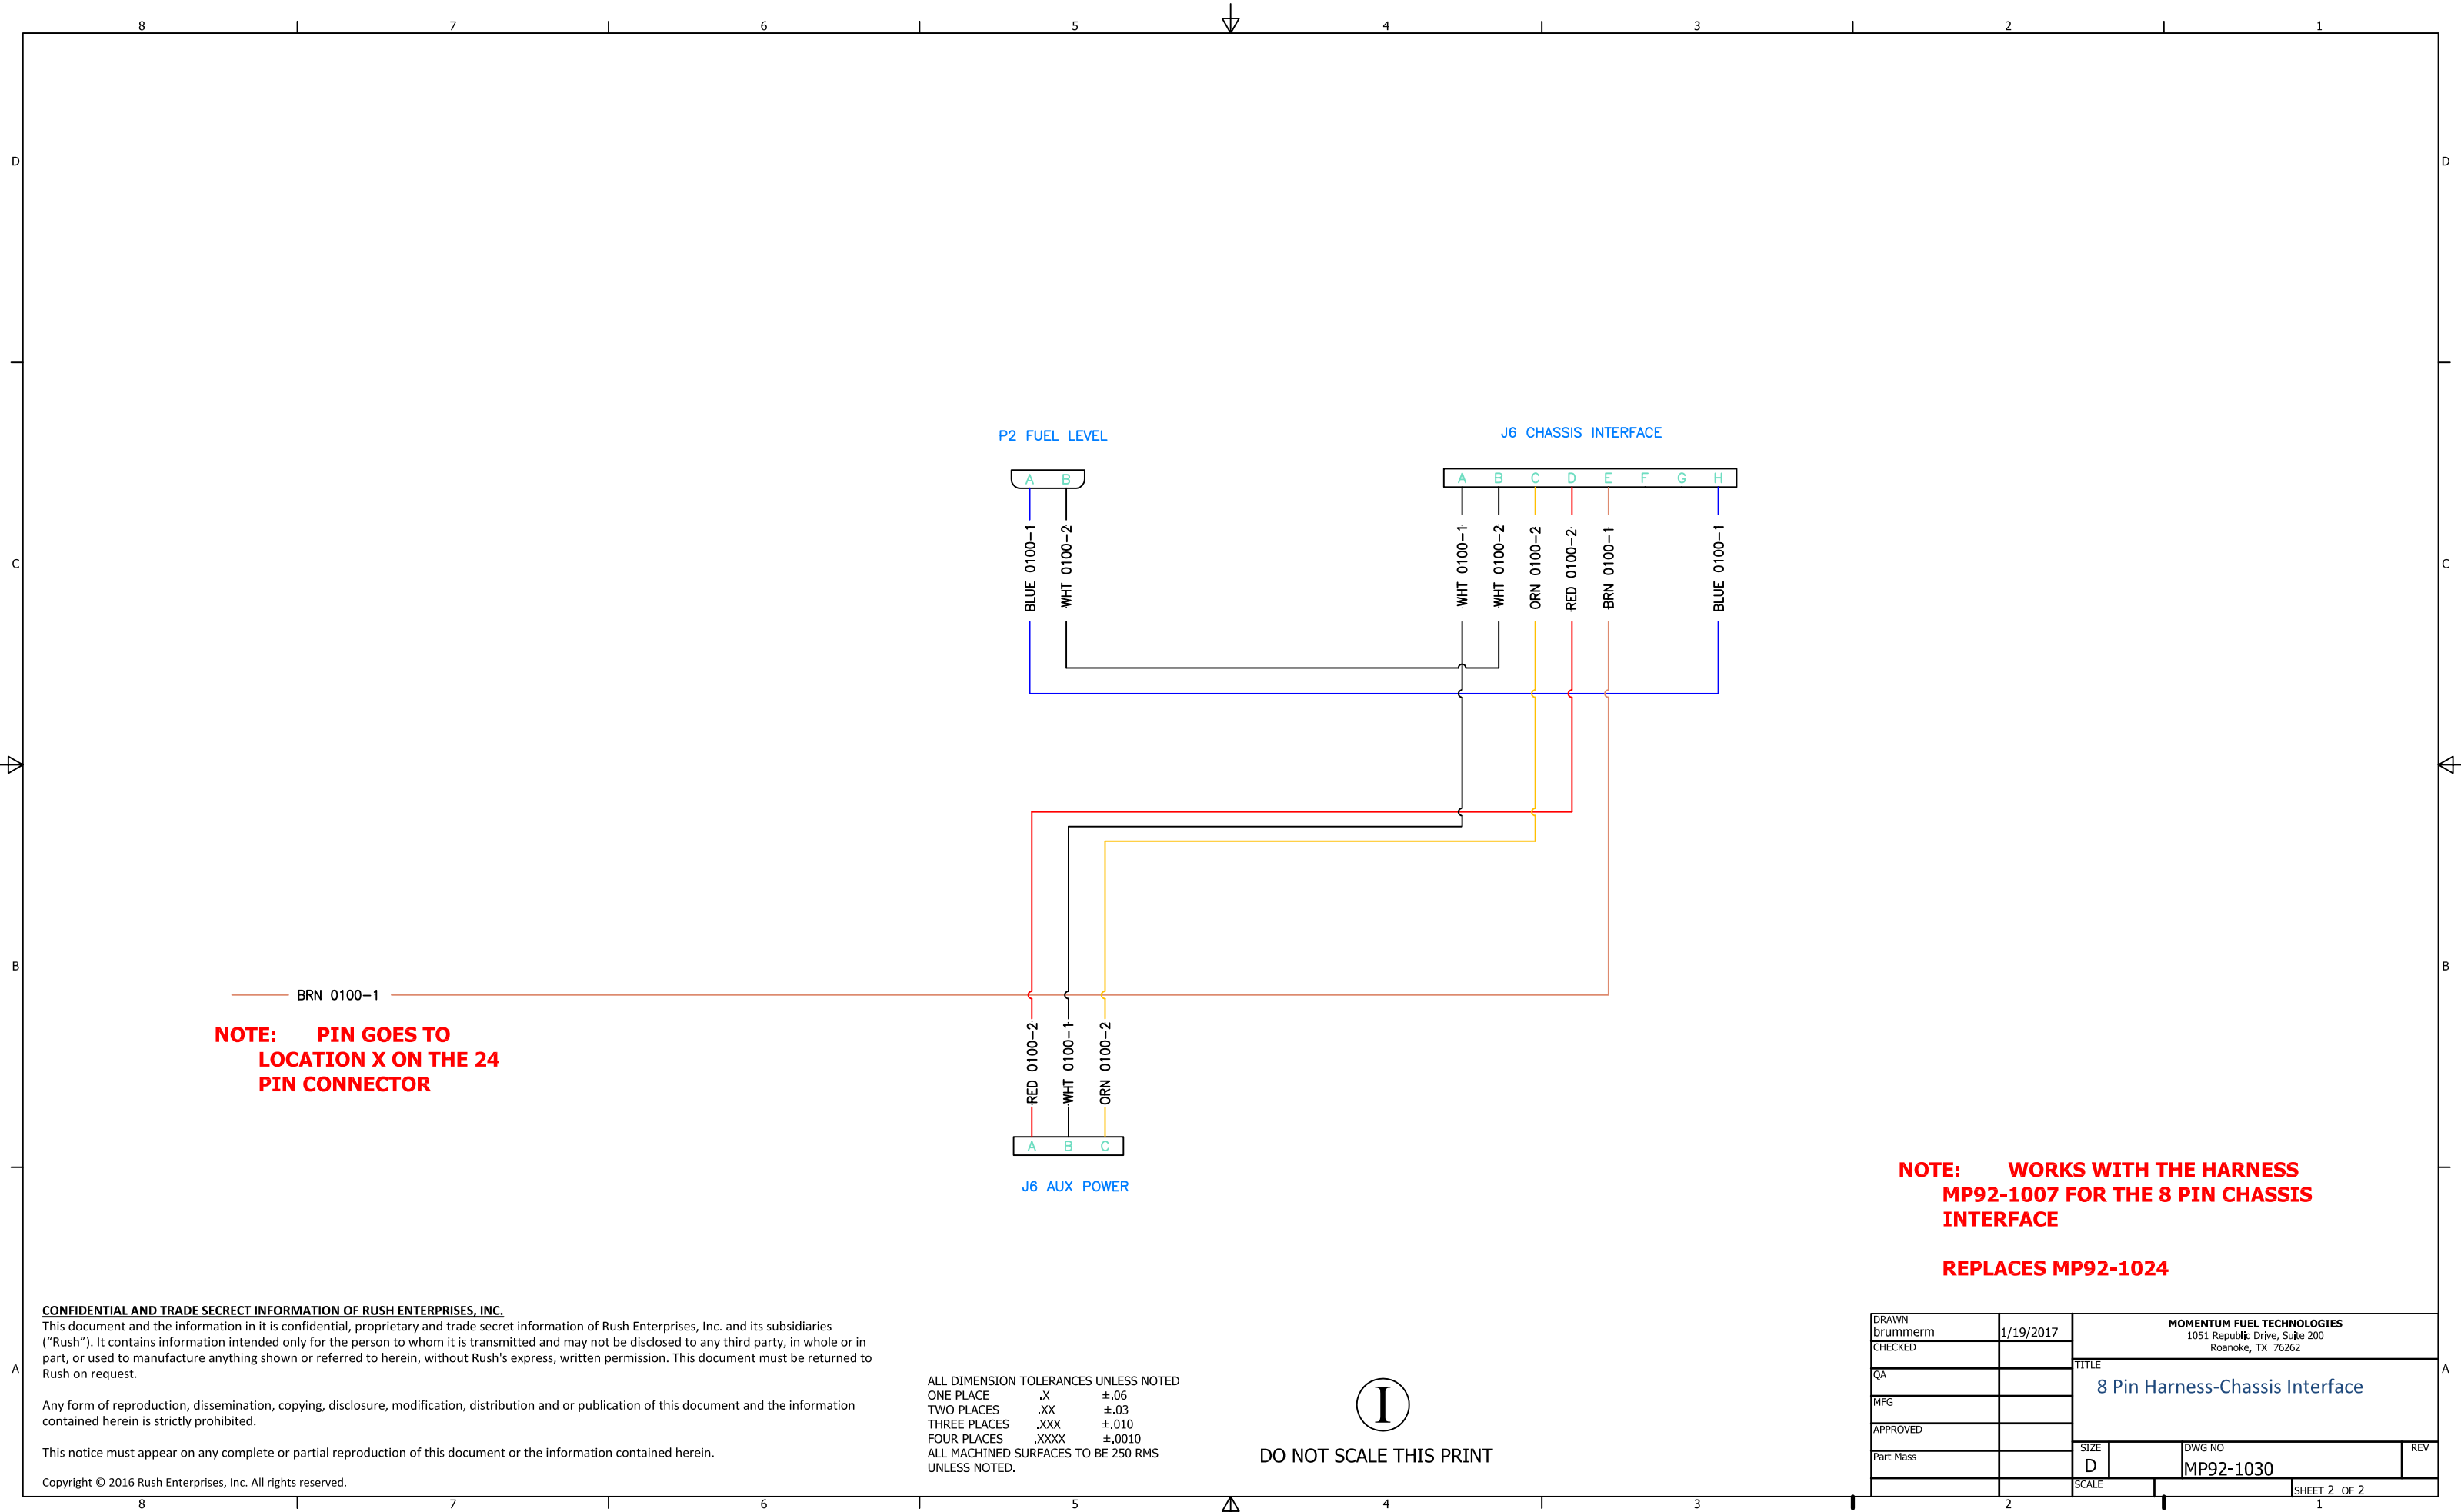 8 7 6 5 4 3 2 1
D D
P2 FUEL LEVEL
J6 CHASSIS INTERFACE
A B
A B C D E F G H
BLUE 0100-1
WHT 0100-2
WHT 0100-1
WHT 0100-2
ORN 0100-2
RED 0100-2
BRN 0100-1
BLUE 0100-1
C C
B B
BRN 0100-1
NOTE: PIN GOES TO
LOCATION X ON THE 24
PIN CONNECTOR
RED 0100-2
WHT 0100-1
ORN 0100-2
A B C
J6 AUX POWER
NOTE: WORKS WITH THE HARNESS
MP92-1007 FOR THE 8 PIN CHASSIS
INTERFACE
REPLACES MP92-1024
CONFIDENTIAL AND TRADE SECRECT INFORMATION OF RUSH ENTERPRISES, INC.
This document and the information in it is confidential, proprietary and trade secret information of Rush Enterprises, Inc. and its subsidiaries
(“Rush”). It contains information intended only for the person to whom it is transmitted and may not be disclosed to any third party, in whole or in
part, or used to manufacture anything shown or referred to herein, without Rush's express, written permission. This document must be returned to
Rush on request.
Any form of reproduction, dissemination, copying, disclosure, modification, distribution and or publication of this document and the information
contained herein is strictly prohibited.
This notice must appear on any complete or partial reproduction of this document or the information contained herein.
Copyright © 2016 Rush Enterprises, Inc. All rights reserved.
A A
ALL DIMENSION TOLERANCES UNLESS NOTED
ONE PLACE .X ±.06
TWO PLACES .XX ±.03
THREE PLACES .XXX ±.010
FOUR PLACES .XXXX ±.0010
ALL MACHINED SURFACES TO BE 250 RMS
UNLESS NOTED.
I
DO NOT SCALE THIS PRINT
DRAWN
brummerm 1/19/2017
CHECKED
QA
MFG
APPROVED
Part Mass
MOMENTUM FUEL TECHNOLOGIES
1051 Republic Drive, Suite 200
Roanoke, TX 76262
TITLE
8 Pin Harness-Chassis Interface
SIZE
D
DWG NO
MP92-1030
REV
SCALE
SHEET 2 OF 2
8 7 6 5 4 3 2 1